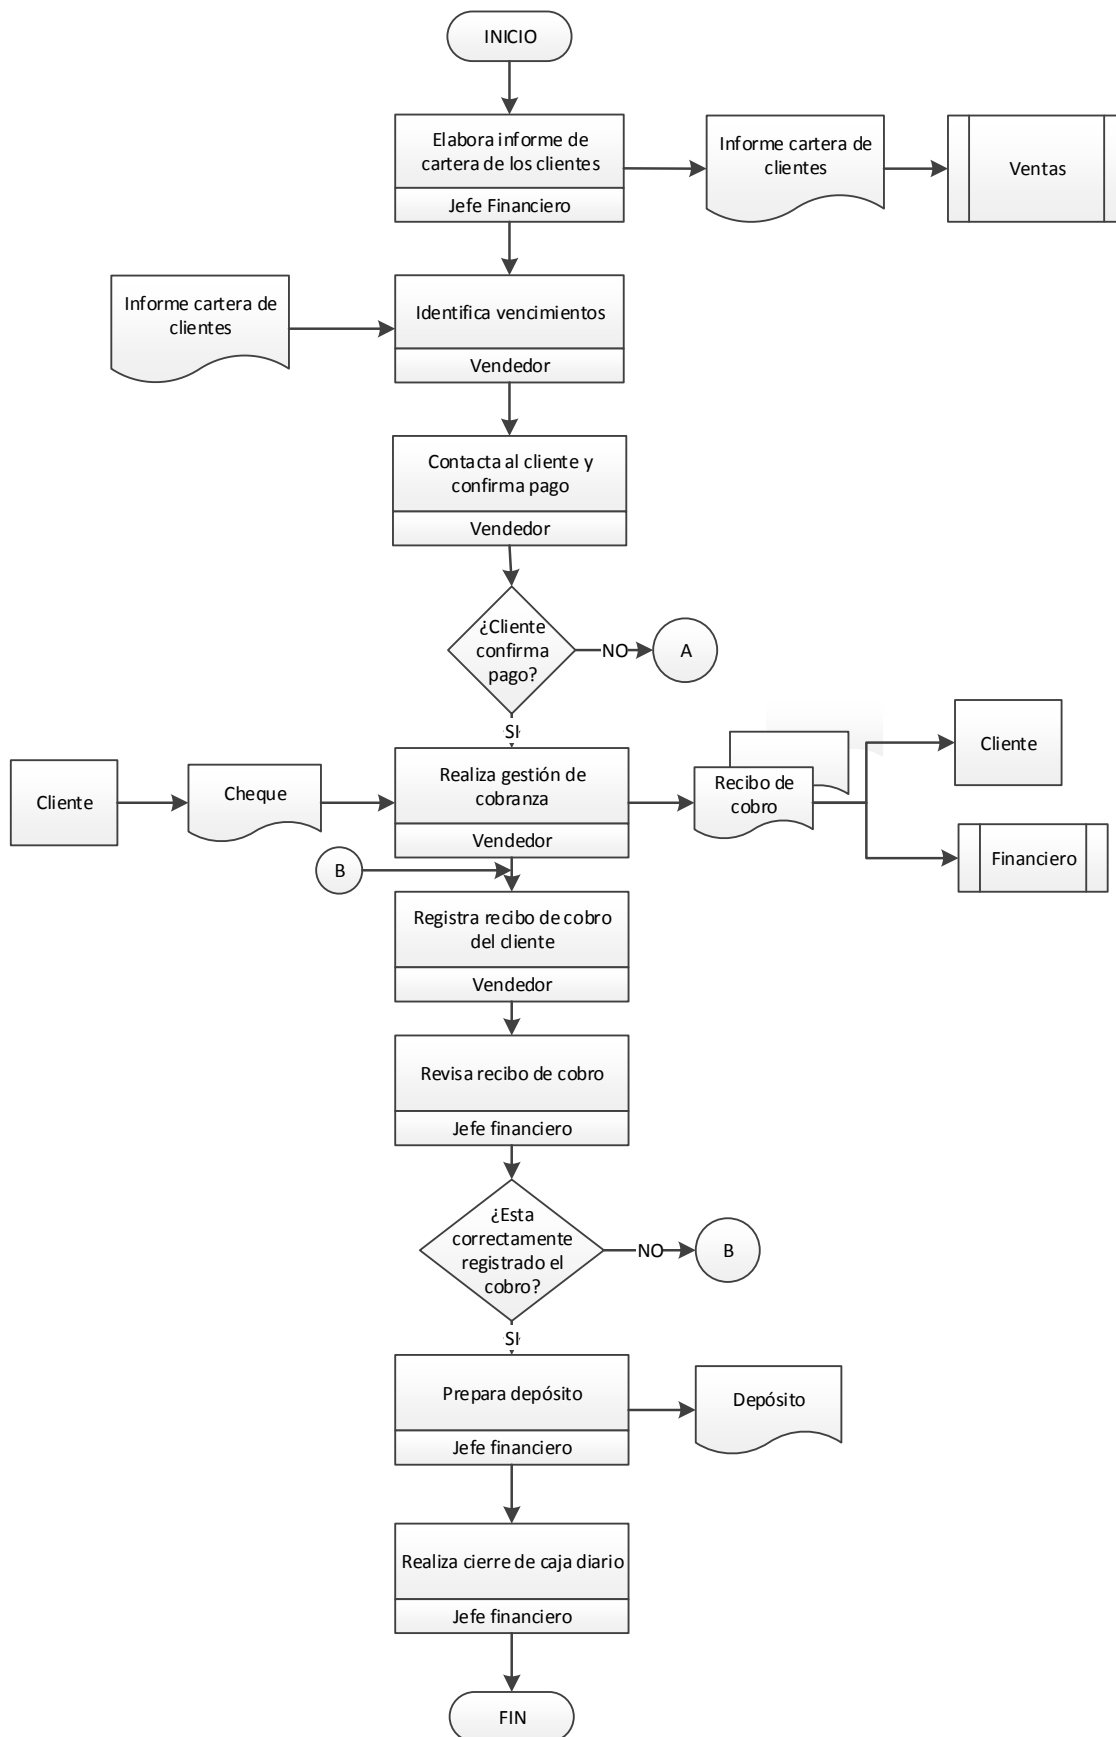 INICIO
Elabora informe de
cartera de los clientes
Jefe Financiero
Informe cartera de
clientes
Ventas
Informe cartera de
clientes
Identifica vencimientos
Vendedor
Contacta al cliente y
confirma pago
Vendedor
¿Cliente
confirma
pago?
NO
A
SI
Cliente
Cheque
Realiza gestión de
cobranza
Vendedor
Recibo de
cobro
Cliente
Financiero
B
Registra recibo de cobro
del cliente
Vendedor
Revisa recibo de cobro
Jefe financiero
¿Esta
correctamente
registrado el
cobro?
NO
B
SI
Prepara depósito
Jefe financiero
Depósito
Realiza cierre de caja diario
Jefe financiero
FIN